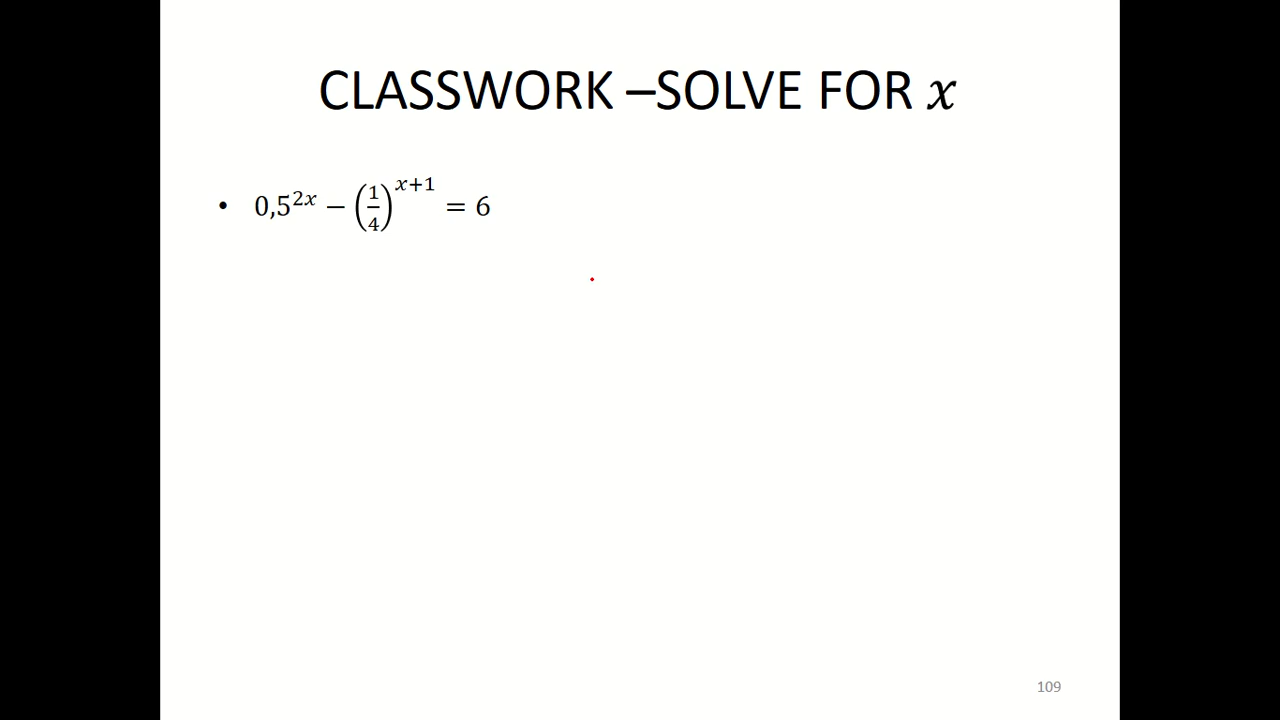 CLASSWORK –SOLVE FOR 𝑥
• 0,5^{2𝑥} − (1/4)^{𝑥+1} = 6
109